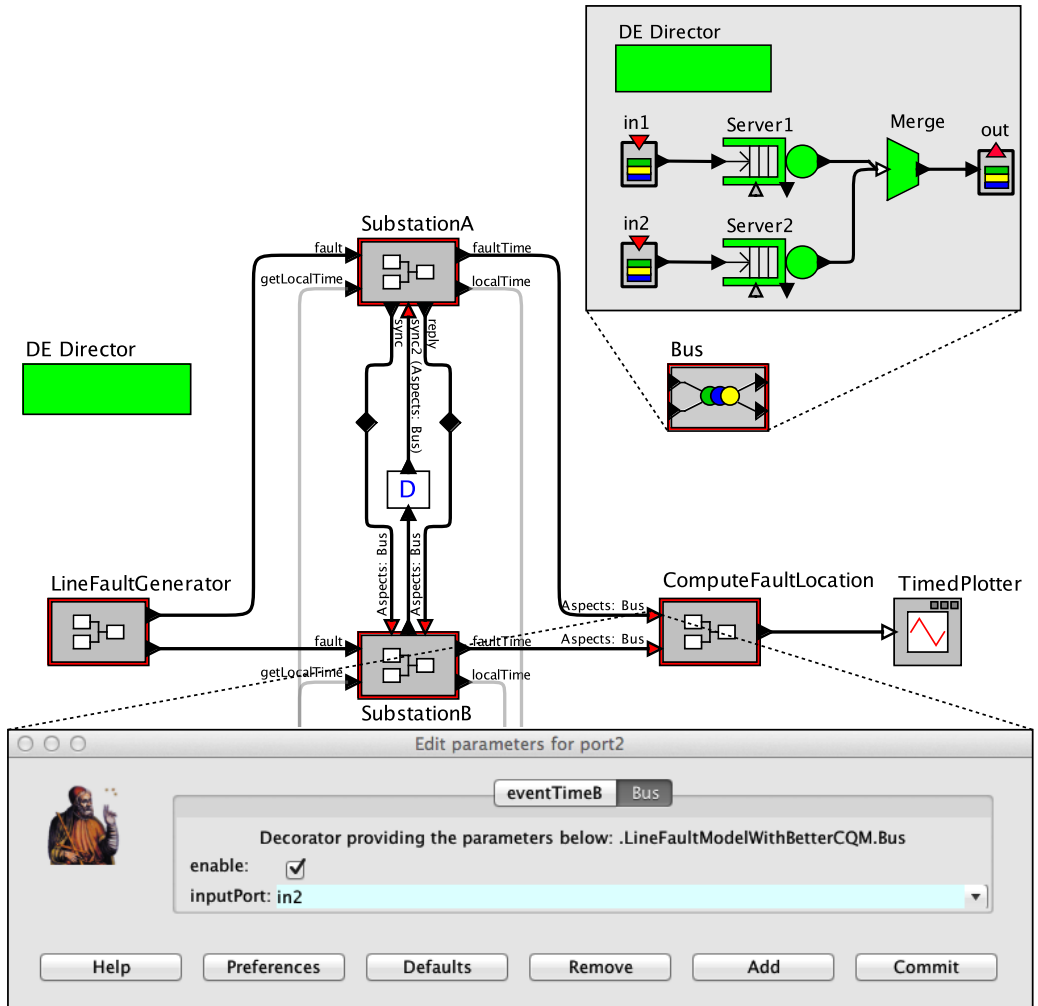 DE Director
in1
Server1
Merge
out
in2
Server2
SubstationA
fault
faultTime
getLocalTime
localTime
sync
sync2 (Aspects: Bus)
reply
DE Director
Bus
D
Aspects: Bus
Aspects: Bus
LineFaultGenerator
ComputeFaultLocation
TimedPlotter
Aspects: Bus
fault
faultTime
Aspects: Bus
getLocalTime
localTime
SubstationB
Edit parameters for port2
eventTimeB
Bus
Decorator providing the parameters below: .LineFaultModelWithBetterCQM.Bus
enable:
inputPort: in2
Help
Preferences
Defaults
Remove
Add
Commit